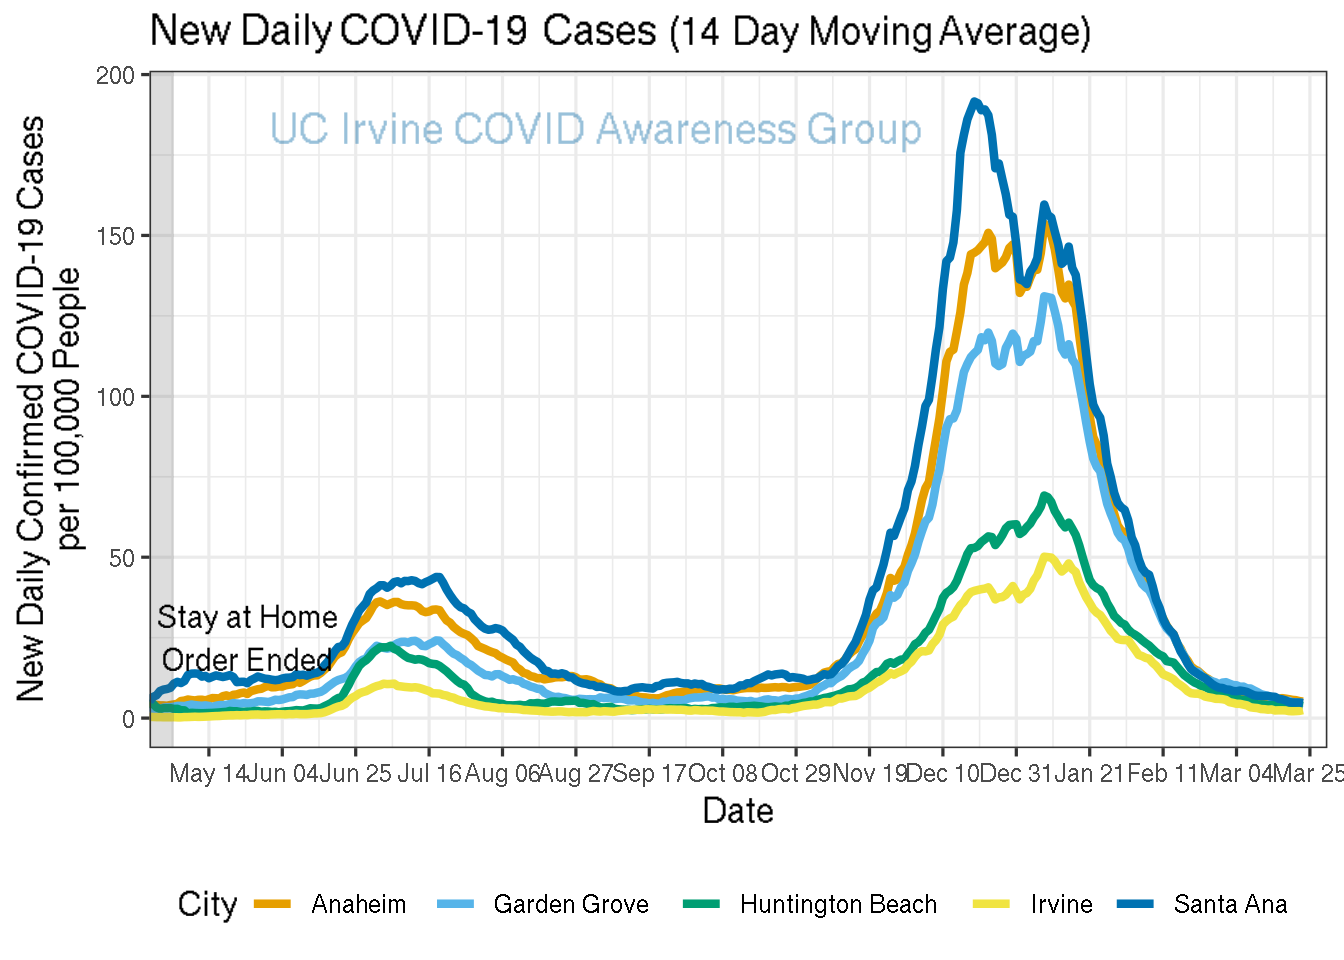 New Daily COVID-19 Cases (14 Day Moving Average)
New Daily Confirmed COVID-19 Cases
per 100,000 People
200
150
100
50
0
UC Irvine COVID Awareness Group
Stay at Home
Order Ended
May 14 Jun 04 Jun 25 Jul 16 Aug 06 Aug 27 Sep 17 Oct 08 Oct 29 Nov 19 Dec 10 Dec 31 Jan 21 Feb 11 Mar 04 Mar 25
Date
City Anaheim Garden Grove Huntington Beach Irvine Santa Ana